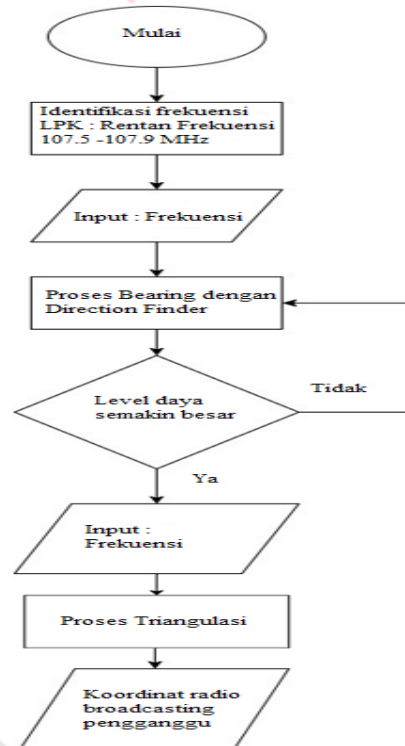 Mulai
Identifikasi frekuensi
LPK : Rentan Frekuensi
107.5 -107.9 MHz
Input : Frekuensi
Proses Bearing dengan
Direction Finder
Level daya
semakin besar
Tidak
Ya
Input :
Frekuensi
Proses Triangulasi
Koordinat radio
broadcasting
pengganggu